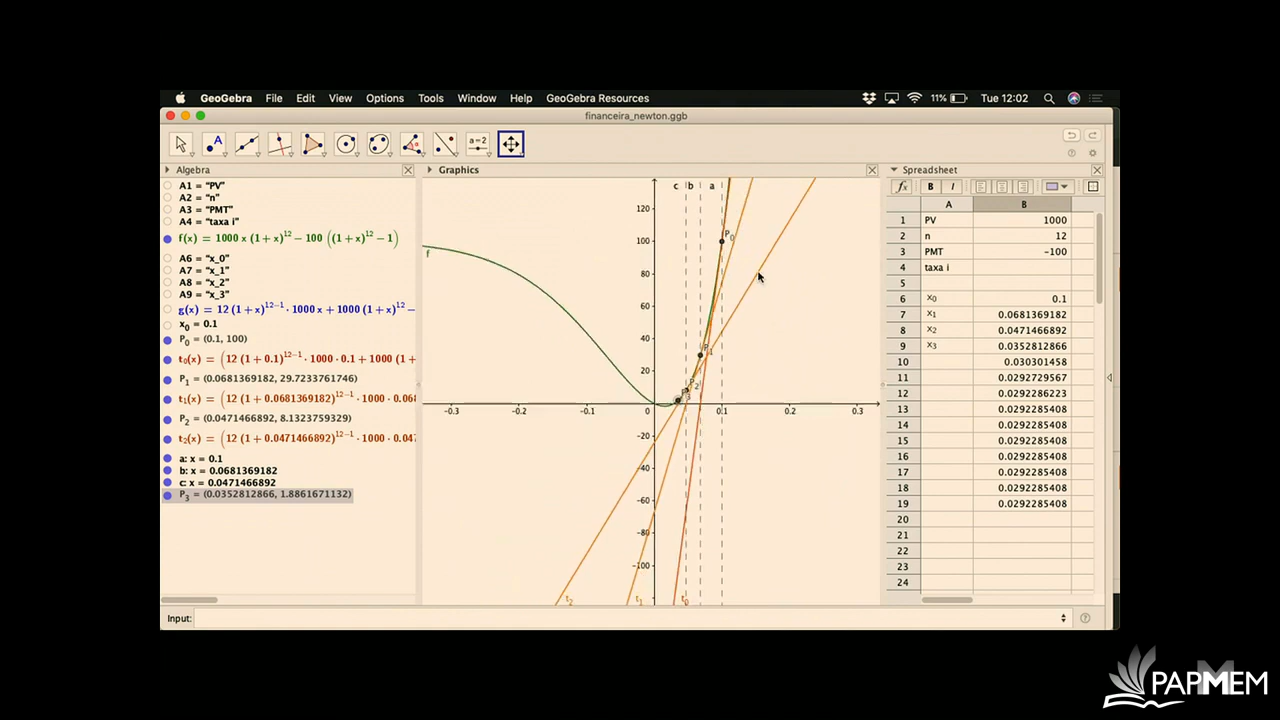 GeoGebra File Edit View Options Tools Window Help GeoGebra Resources 11% Tue 12:02
financeira_newton.ggb
A
a=2
Algebra
Graphics
Spreadsheet
A1 = “PV”
A2 = “n”
A3 = “PMT”
A4 = “taxa i”
f(x) = 1000 x (1+x)^12 − 100 ((1+x)^12 − 1)
A6 = “x_0”
A7 = “x_1”
A8 = “x_2”
A9 = “x_3”
g(x) = 12 (1+x)^12−1 · 1000 x + 1000 (1+x)^12 −
x0 = 0.1
P0 = (0.1, 100)
t0(x) = (12 (1+0.1)^12−1 · 1000 · 0.1 + 1000 (1+
P1 = (0.0681369182, 29.7233761746)
t1(x) = (12 (1+0.0681369182)^12−1 · 1000 · 0.068
P2 = (0.0471466892, 8.1323759329)
t2(x) = (12 (1+0.0471466892)^12−1 · 1000 · 0.047
a: x = 0.1
b: x = 0.0681369182
c: x = 0.0471466892
P3 = (0.0352812866, 1.8861671132)
c b a
120
100
80
60
40
20
−0.3 −0.2 −0.1 0 0.1 0.2 0.3
−20
−40
−60
−80
−100
f
P0
t2 t1 t0
fx B I
A B
1 PV 1000
2 n 12
3 PMT −100
4 taxa i
5
6 x0 0.1
7 x1 0.0681369182
8 x2 0.0471466892
9 x3 0.0352812866
10 0.030301458
11 0.0292729567
12 0.0292286223
13 0.0292285408
14 0.0292285408
15 0.0292285408
16 0.0292285408
17 0.0292285408
18 0.0292285408
19 0.0292285408
20
21
22
23
24
Input:
PAPMEM